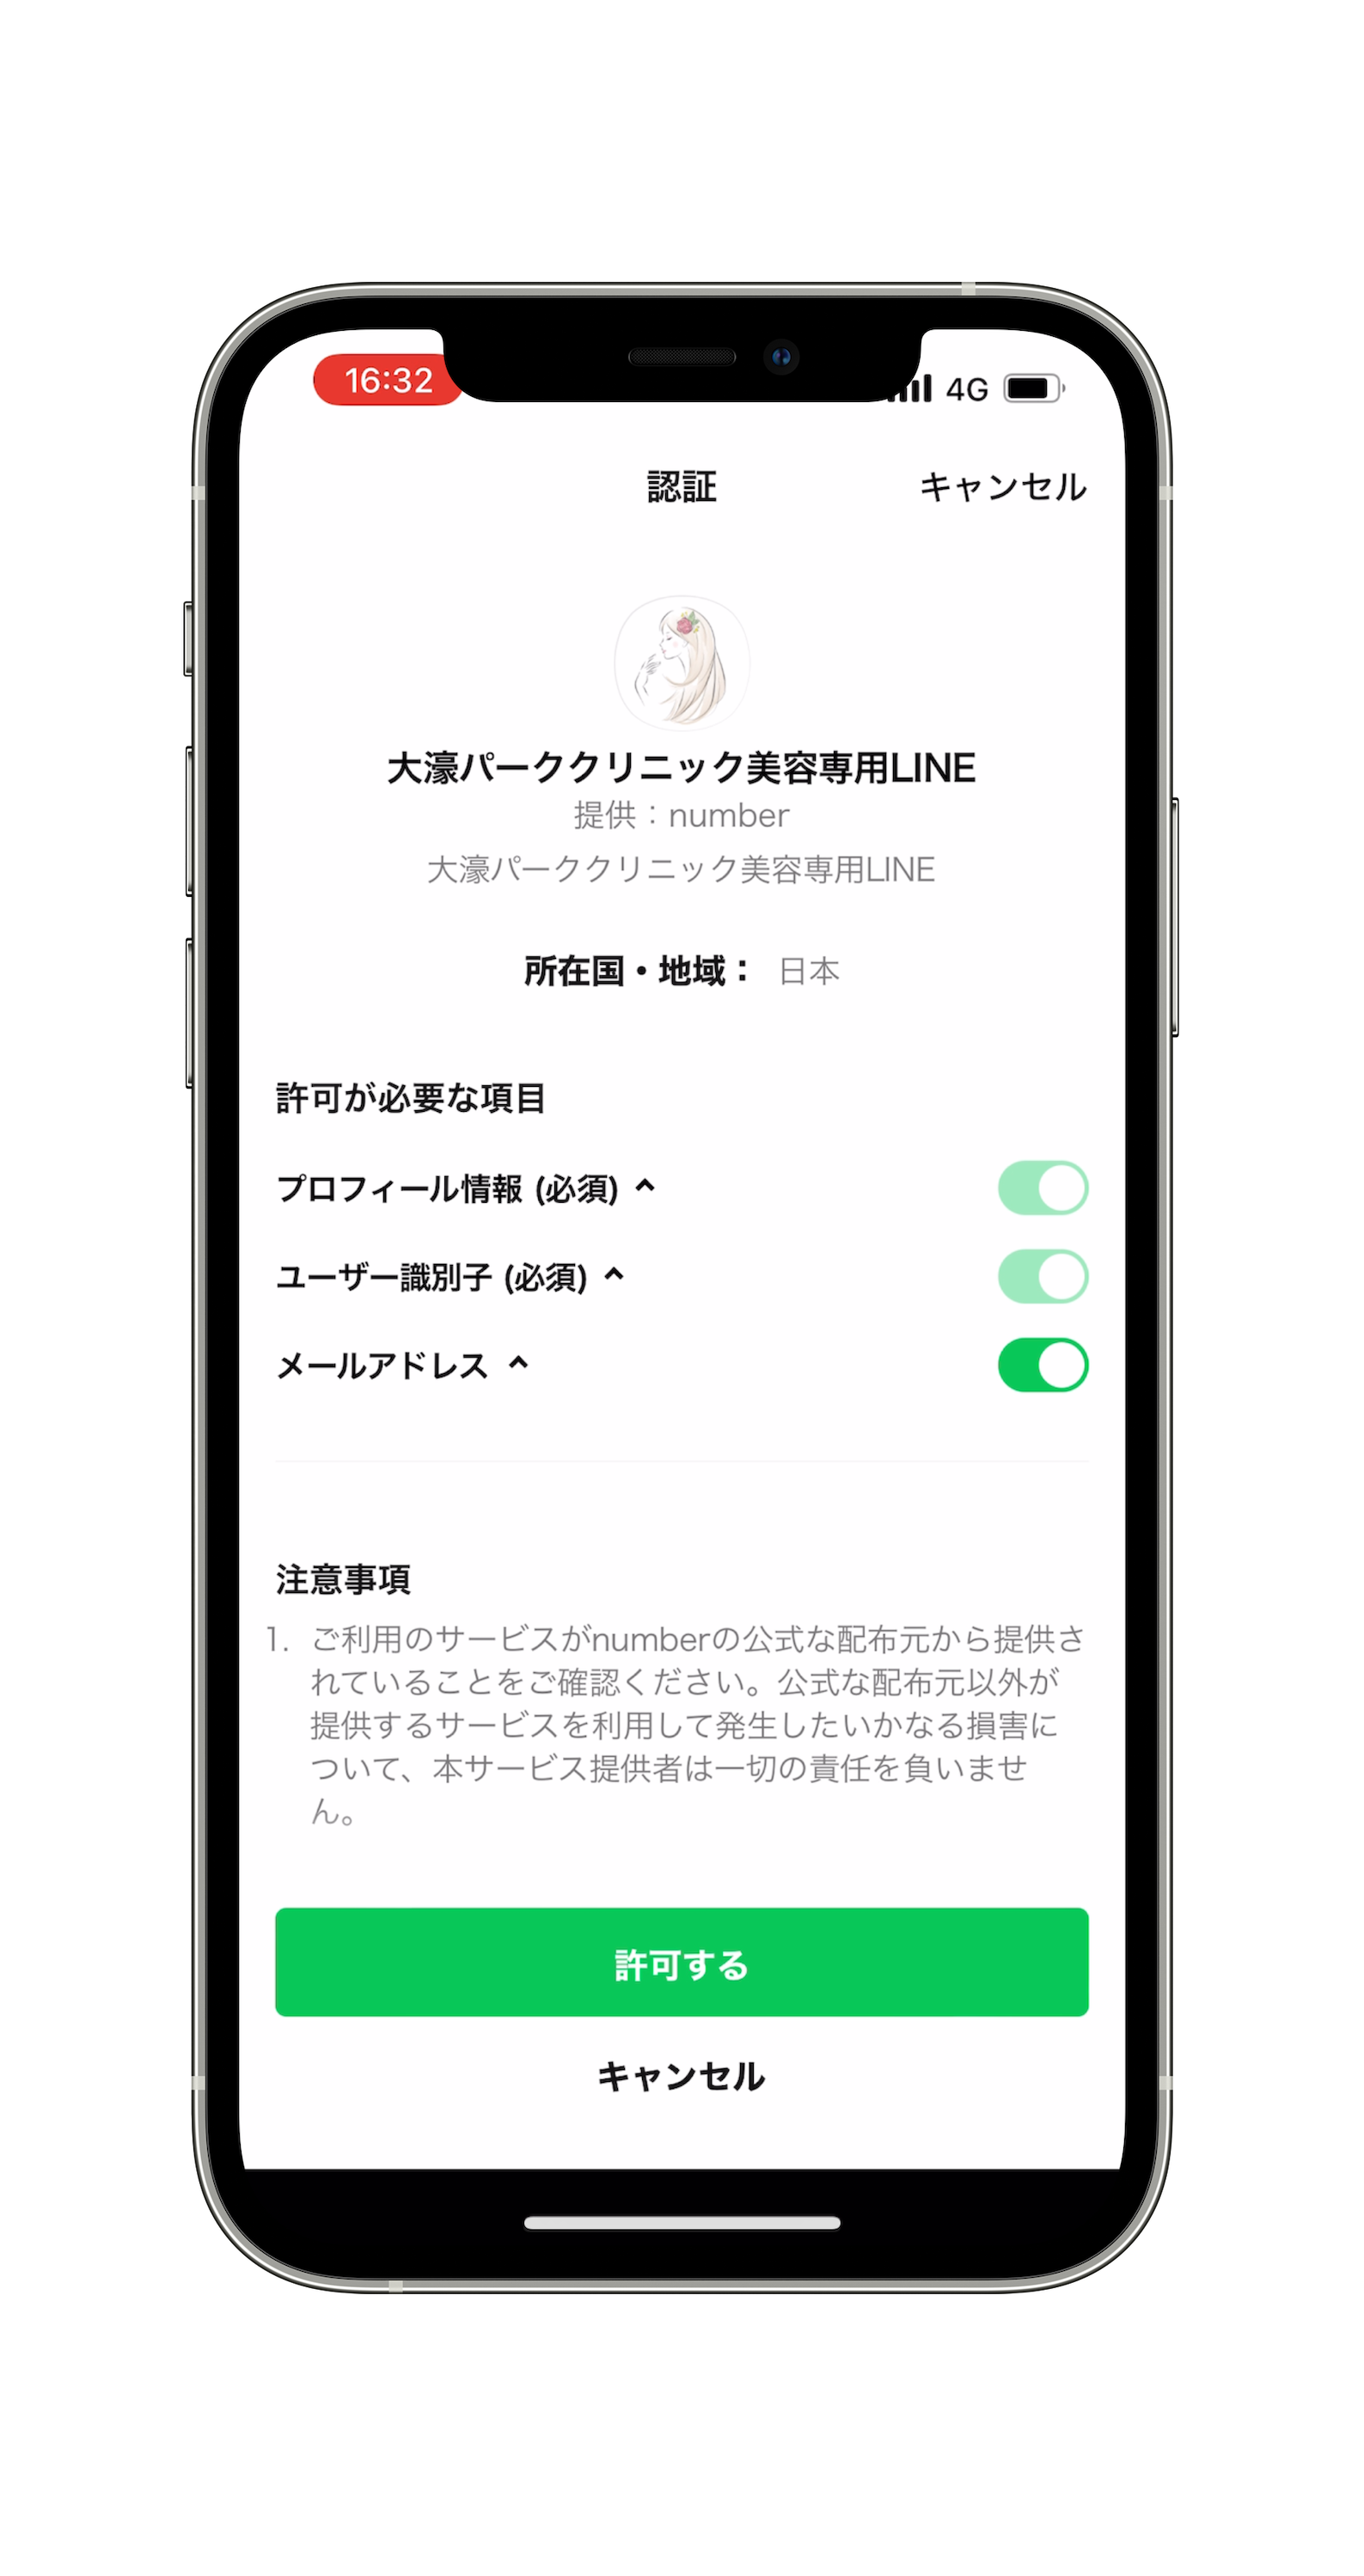 16:32
4G
認証
キャンセル
大濠パーククリニック美容専用LINE
提供：number
大濠パーククリニック美容専用LINE
所在国・地域： 日本
許可が必要な項目
プロフィール情報 (必須)
ユーザー識別子 (必須)
メールアドレス
注意事項
1. ご利用のサービスがnumberの公式な配布元から提供さ
れていることをご確認ください。公式な配布元以外が
提供するサービスを利用して発生したいかなる損害に
ついて、本サービス提供者は一切の責任を負いませ
ん。
許可する
キャンセル